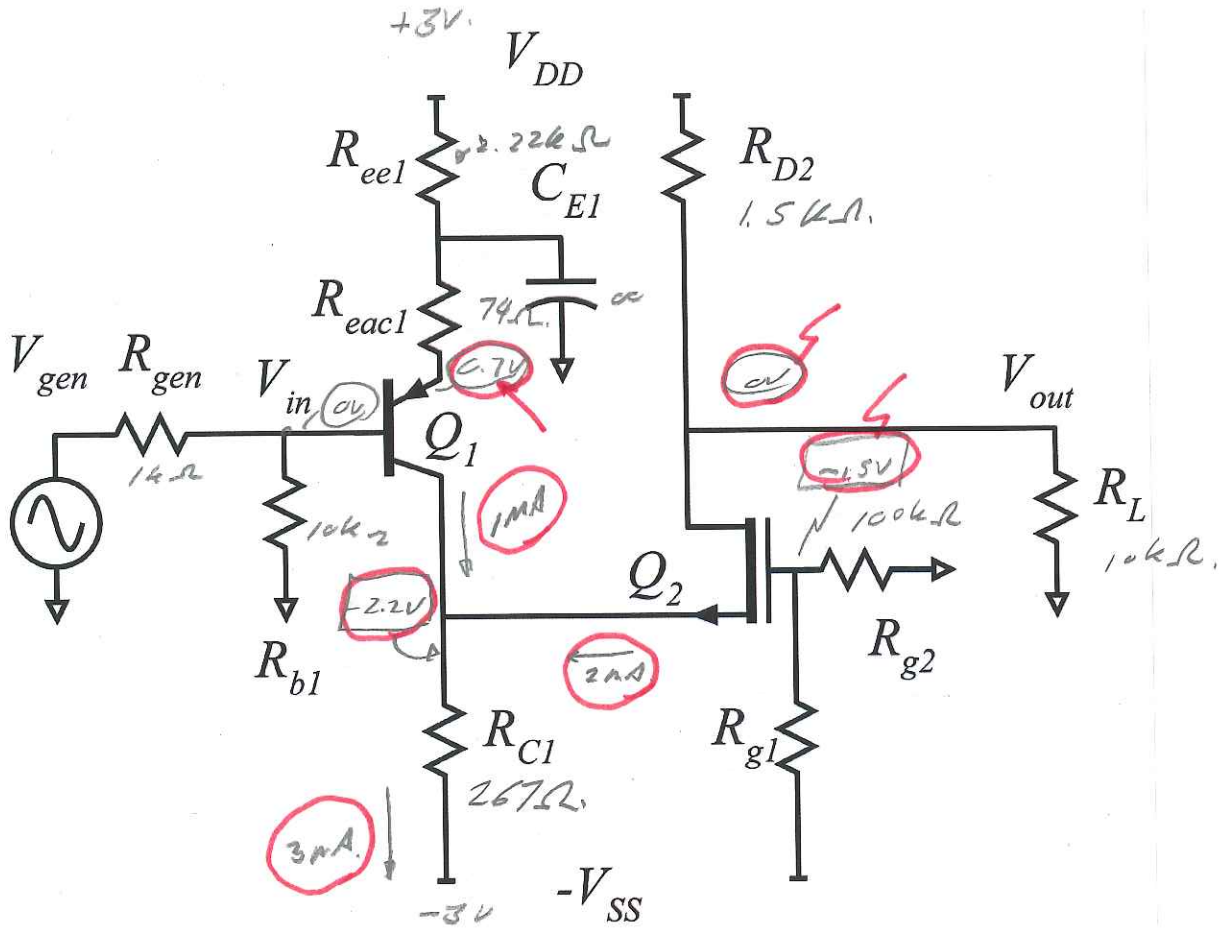 +3V.
V_DD
R_ee1
2.22kΩ
R_D2
1.5kΩ.
C_E1
R_eac1
74Ω.
∞
0.7V
0V
V_gen
R_gen
V_in
0V
V_out
Q_1
-1.5V
1kΩ
10kΩ
1mA
100kΩ
R_L
10kΩ.
Q_2
-2.2V
R_b1
2mA
R_g2
R_C1
267Ω.
R_g1
3mA.
-3V
-V_SS